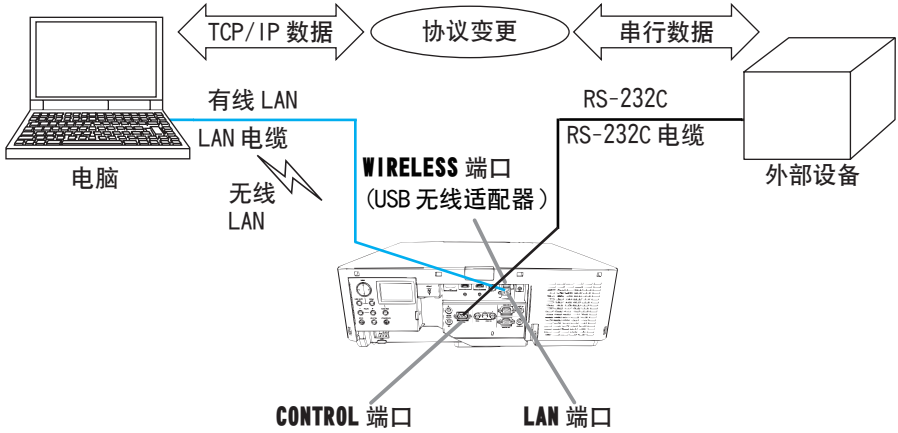 TCP/IP 数据
协议变更
串行数据
有线 LAN
LAN 电缆
RS-232C
RS-232C 电缆
电脑
无线
LAN
WIRELESS 端口
（USB 无线适配器）
外部设备
CONTROL 端口
LAN 端口